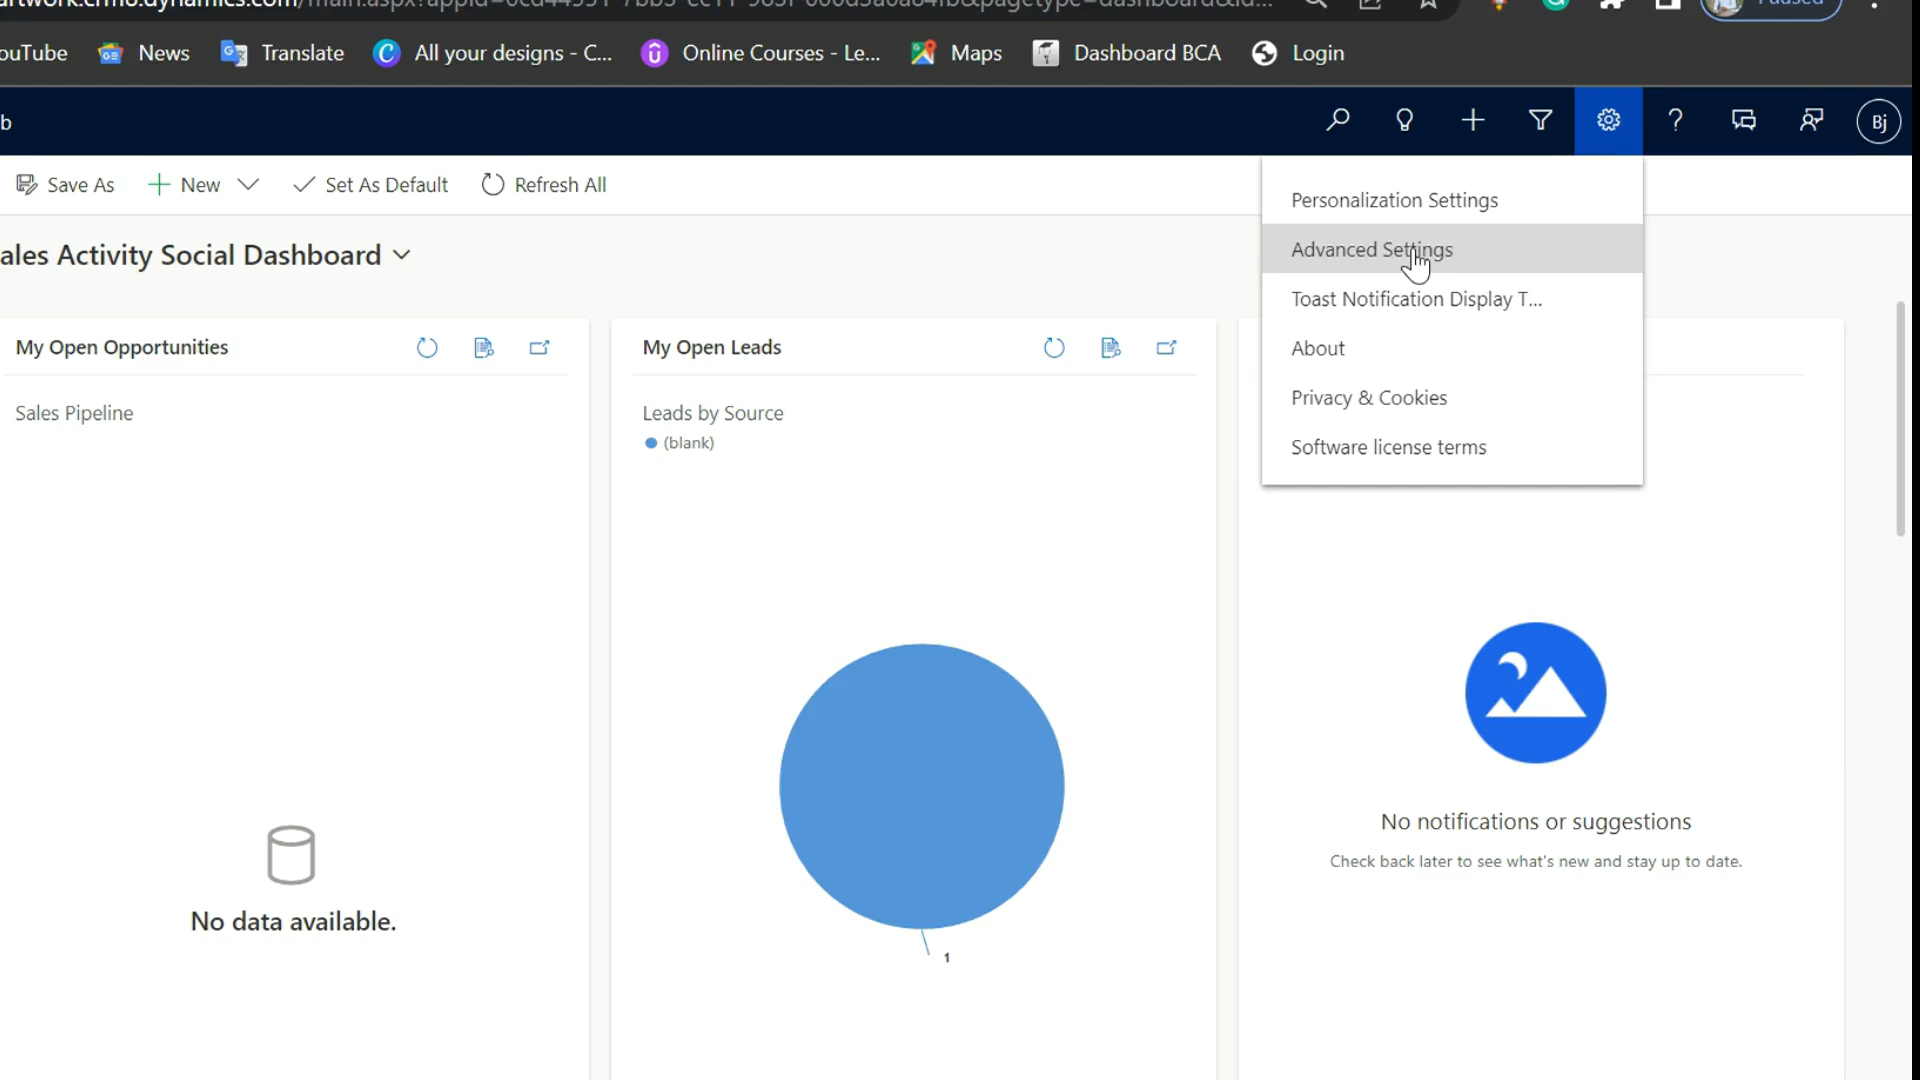 News
Translate
All your designs - C...
Online Courses - Le...
Maps
Dashboard BCA
Login
b
Bj
Save As
New
Set As Default
Refresh All
Personalization Settings
Advanced Settings
Toast Notification Display T...
About
Privacy & Cookies
Software license terms
ales Activity Social Dashboard
My Open Opportunities
Sales Pipeline
No data available.
My Open Leads
Leads by Source
(blank)
1
No notifications or suggestions
Check back later to see what's new and stay up to date.